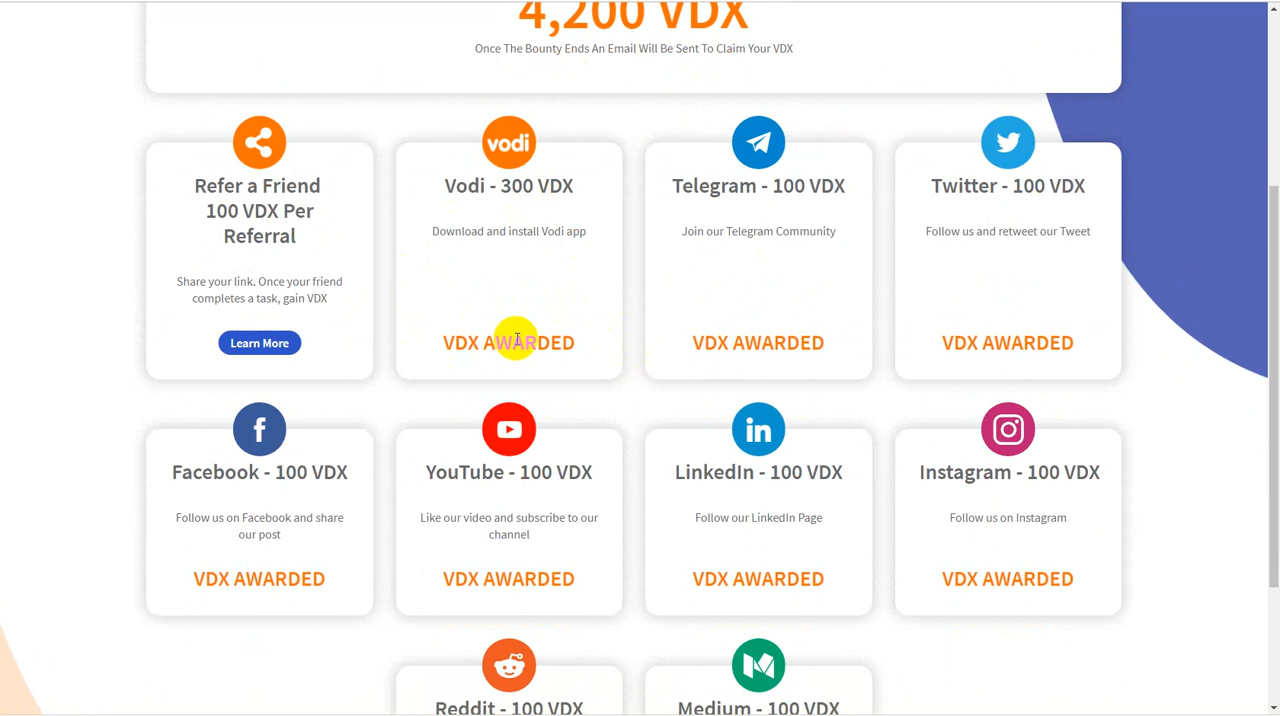 4,200 VDX
Once The Bounty Ends An Email Will Be Sent To Claim Your VDX
Refer a Friend
100 VDX Per
Referral
Share your link. Once your friend
completes a task, gain VDX
Learn More
vodi
Vodi - 300 VDX
Download and install Vodi app
VDX AWARDED
Telegram - 100 VDX
Join our Telegram Community
VDX AWARDED
Twitter - 100 VDX
Follow us and retweet our Tweet
VDX AWARDED
f
Facebook - 100 VDX
Follow us on Facebook and share
our post
VDX AWARDED
YouTube - 100 VDX
Like our video and subscribe to our
channel
VDX AWARDED
in
LinkedIn - 100 VDX
Follow our LinkedIn Page
VDX AWARDED
Instagram - 100 VDX
Follow us on Instagram
VDX AWARDED
Reddit - 100 VDX
Medium - 100 VDX